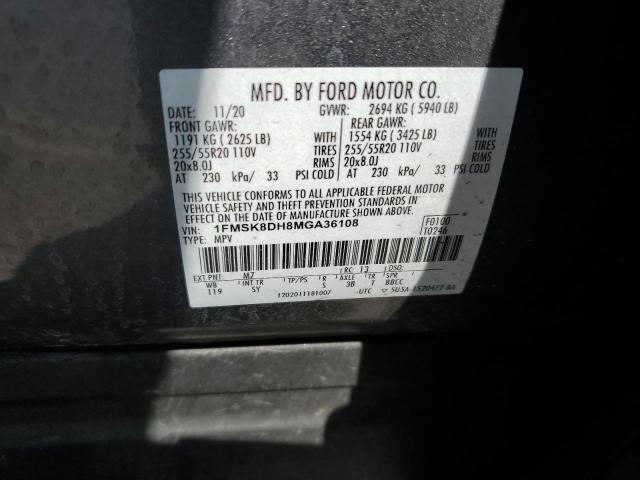 MFD. BY FORD MOTOR CO.
DATE: 11/20 GVWR: 2694 KG ( 5940 LB)
FRONT GAWR: REAR GAWR:
1191 KG ( 2625 LB) WITH 1554 KG ( 3425 LB) WITH
255/55R20 110V TIRES 255/55R20 110V TIRES
20x8.0J RIMS 20x8.0J RIMS
AT 230 kPa/ 33 PSI COLD AT 230 kPa/ 33 PSI COLD
THIS VEHICLE CONFORMS TO ALL APPLICABLE FEDERAL MOTOR
VEHICLE SAFETY AND THEFT PREVENTION STANDARDS IN
EFFECT ON THE DATE OF MANUFACTURE SHOWN ABOVE.
VIN: 1FMSK8DH8MGA36108 F0100
TYPE: MPV T0246
EXT PNT: M7 RC: 13 DSO:
WB INT TR TP/PS R AXLE TR SPR
119 SY S 3B T BBCC
1202011181007 UTC